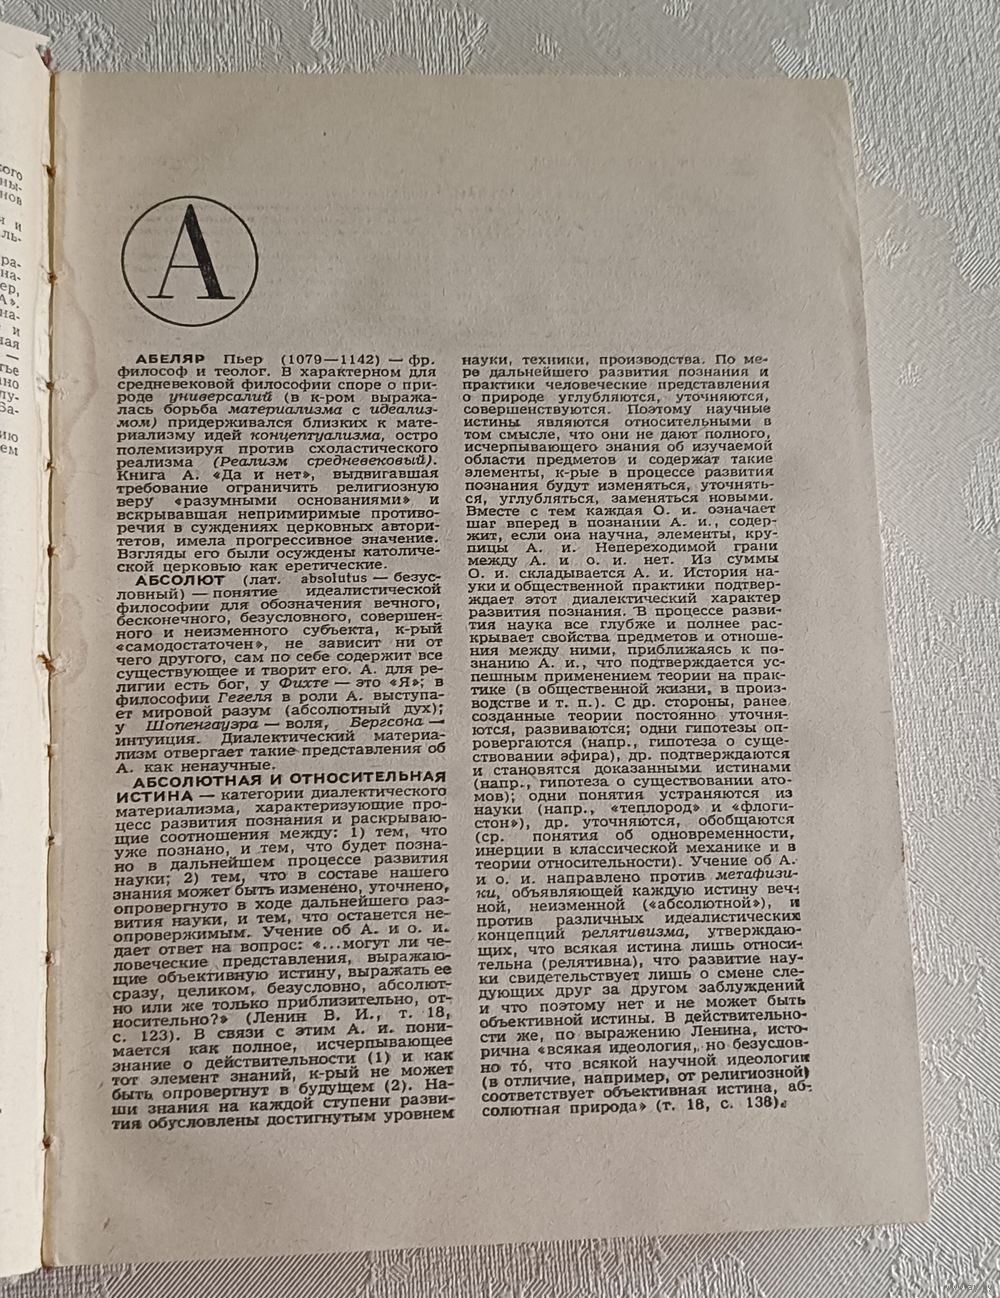 кого
ны-
нов
я и
ль-
ра-
на-
ер,
А».
на-
и
ная
—
тье
но
лу-
За-
ию
ем
А
АБЕЛЯР Пьер (1079—1142) — фр.
философ и теолог. В характерном для
средневековой философии споре о при-
роде универсалий (в к-ром выража-
лась борьба материализма с идеализ-
мом) придерживался близких к мате-
риализму идей концептуализма, остро
полемизируя против схоластического
реализма (Реализм средневековый).
Книга А. «Да и нет», выдвигавшая
требование ограничить религиозную
веру «разумными основаниями» и
вскрывавшая непримиримые противо-
речия в суждениях церковных автори-
тетов, имела прогрессивное значение.
Взгляды его были осуждены католиче-
ской церковью как еретические.
АБСОЛЮТ (лат. absolutus — безус-
ловный) — понятие идеалистической
философии для обозначения вечного,
бесконечного, безусловного, совершен-
ного и неизменного субъекта, к-рый
«самодостаточен», не зависит ни от
чего другого, сам по себе содержит все
существующее и творит его. А. для ре-
лигии есть бог, у Фихте — это «Я»; в
философии Гегеля в роли А. выступа-
ет мировой разум (абсолютный дух);
у Шопенгауэра — воля, Бергсона —
интуиция. Диалектический материа-
лизм отвергает такие представления об
А. как ненаучные.
АБСОЛЮТНАЯ И ОТНОСИТЕЛЬНАЯ
ИСТИНА — категории диалектического
материализма, характеризующие про-
цесс развития познания и раскрываю-
щие соотношения между: 1) тем, что
уже познано, и тем, что будет позна-
но в дальнейшем процессе развития
науки; 2) тем, что в составе нашего
знания может быть изменено, уточнено,
опровергнуто в ходе дальнейшего раз-
вития науки, и тем, что останется не-
опровержимым. Учение об А. и о. и.
дает ответ на вопрос: «...могут ли че-
ловеческие представления, выражаю-
щие объективную истину, выражать ее
сразу, целиком, безусловно, абсолют-
но или же только приблизительно, от-
носительно?» (Ленин В. И., т. 18,
с. 123). В связи с этим А. и. пони-
мается как полное, исчерпывающее
знание о действительности (1) и как
тот элемент знаний, к-рый не может
быть опровергнут в будущем (2). На-
ши знания на каждой ступени разви-
тия обусловлены достигнутым уровнем
науки, техники, производства. По ме-
ре дальнейшего развития познания и
практики человеческие представления
о природе углубляются, уточняются,
совершенствуются. Поэтому научные
истины являются относительными в
том смысле, что они не дают полного,
исчерпывающего знания об изучаемой
области предметов и содержат такие
элементы, к-рые в процессе развития
познания будут изменяться, уточнять-
ся, углубляться, заменяться новыми.
Вместе с тем каждая О. и. означает
шаг вперед в познании А. и., содер-
жит, если она научна, элементы, кру-
пицы А. и. Непереходимой грани
между А. и о. и. нет. Из суммы
О. и. складывается А. и. История на-
уки и общественной практики подтвер-
ждает этот диалектический характер
развития познания. В процессе разви-
тия наука все глубже и полнее рас-
крывает свойства предметов и отноше-
ния между ними, приближаясь к по-
знанию А. и., что подтверждается ус-
пешным применением теории на прак-
тике (в общественной жизни, в произ-
водстве и т. п.). С др. стороны, ранее
созданные теории постоянно уточня-
ются, развиваются; одни гипотезы оп-
ровергаются (напр., гипотеза о суще-
ствовании эфира), др. подтверждаются
и становятся доказанными истинами
(напр., гипотеза о существовании ато-
мов); одни понятия устраняются из
науки (напр., «теплород» и «флоги-
стон»), др. уточняются, обобщаются
(ср. понятия об одновременности,
инерции в классической механике и в
теории относительности). Учение об А.
и о. и. направлено против метафизи-
ки, объявляющей каждую истину веч-
ной, неизменной («абсолютной»), и
против различных идеалистических
концепций релятивизма, утверждаю-
щих, что всякая истина лишь относи-
тельна (релятивна), что развитие нау-
ки свидетельствует лишь о смене сле-
дующих друг за другом заблуждений
и что поэтому нет и не может быть
объективной истины. В действительно-
сти же, по выражению Ленина, исто-
рична «всякая идеология, но безуслов-
но то, что всякой научной идеологии
(в отличие, например, от религиозной)
соответствует объективная истина, аб-
солютная природа» (т. 18, с. 138).